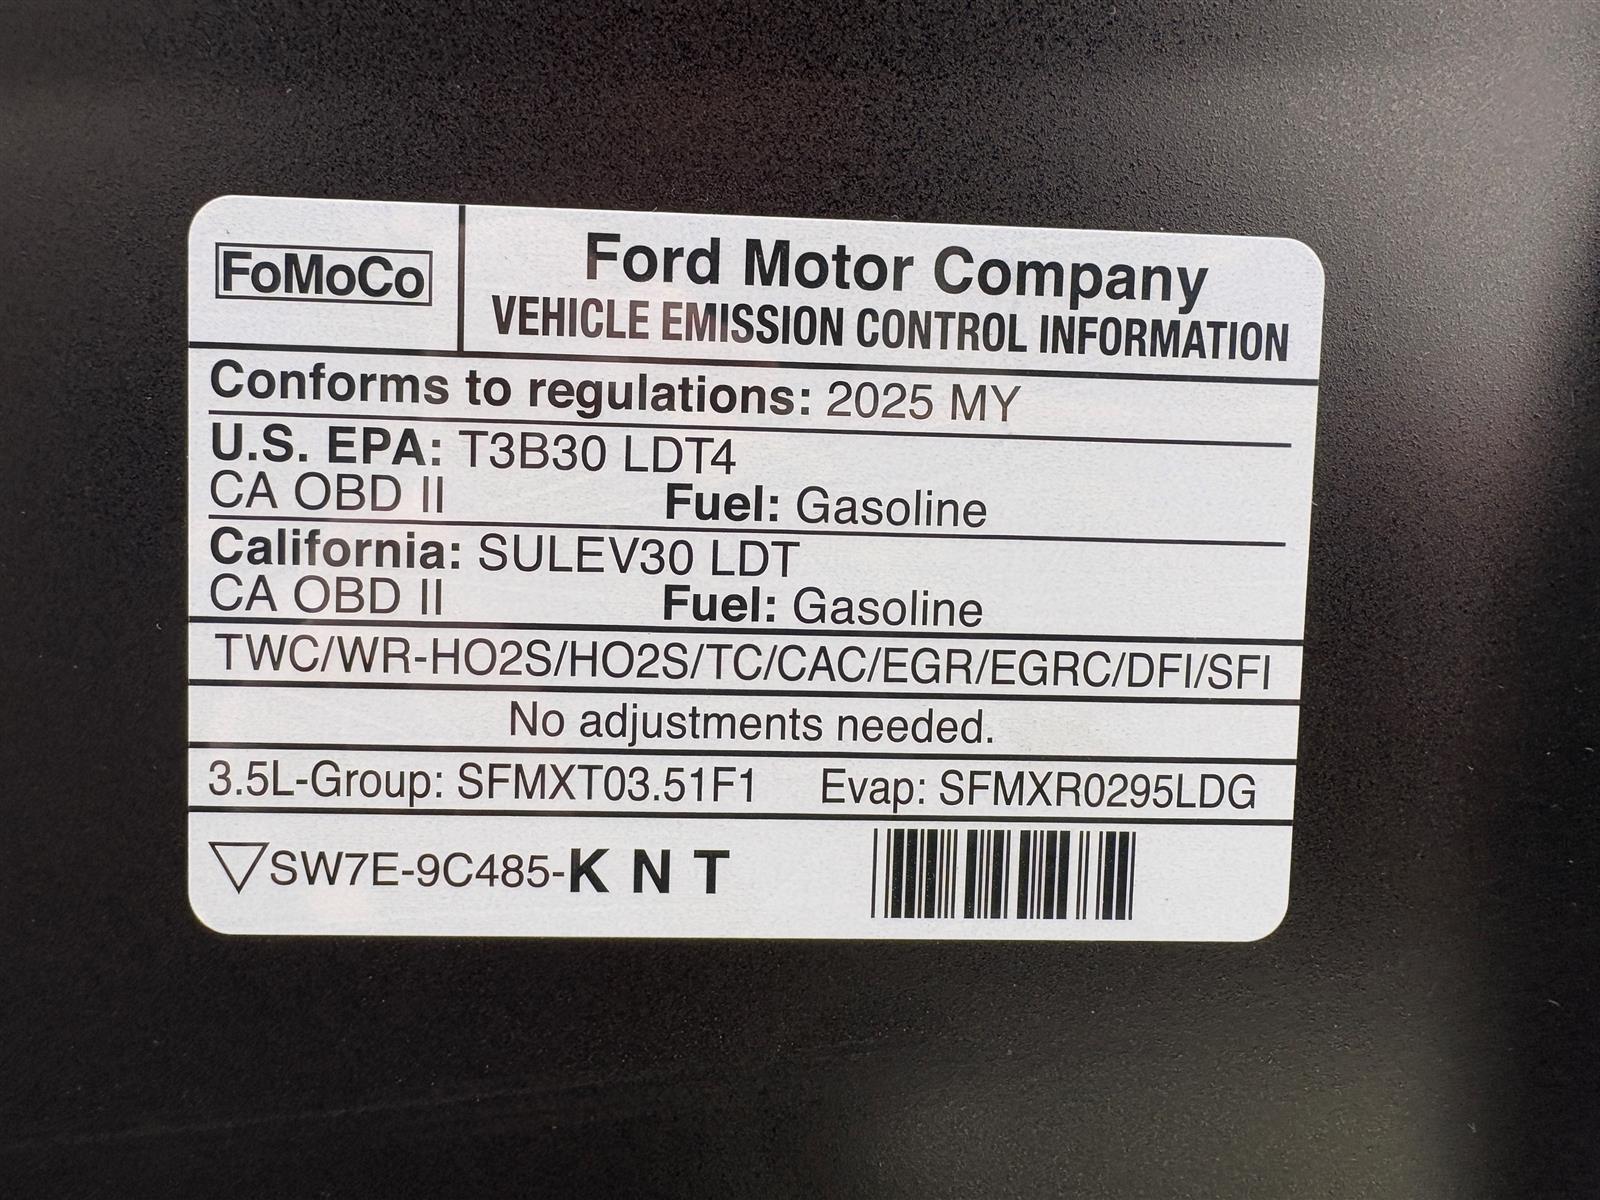 FoMoCo
Ford Motor Company
VEHICLE EMISSION CONTROL INFORMATION
Conforms to regulations: 2025 MY
U.S. EPA: T3B30 LDT4
CA OBD II Fuel: Gasoline
California: SULEV30 LDT
CA OBD II Fuel: Gasoline
TWC/WR-HO2S/HO2S/TC/CAC/EGR/EGRC/DFI/SFI
No adjustments needed.
3.5L-Group: SFMXT03.51F1 Evap: SFMXR0295LDG
SW7E-9C485-K N T